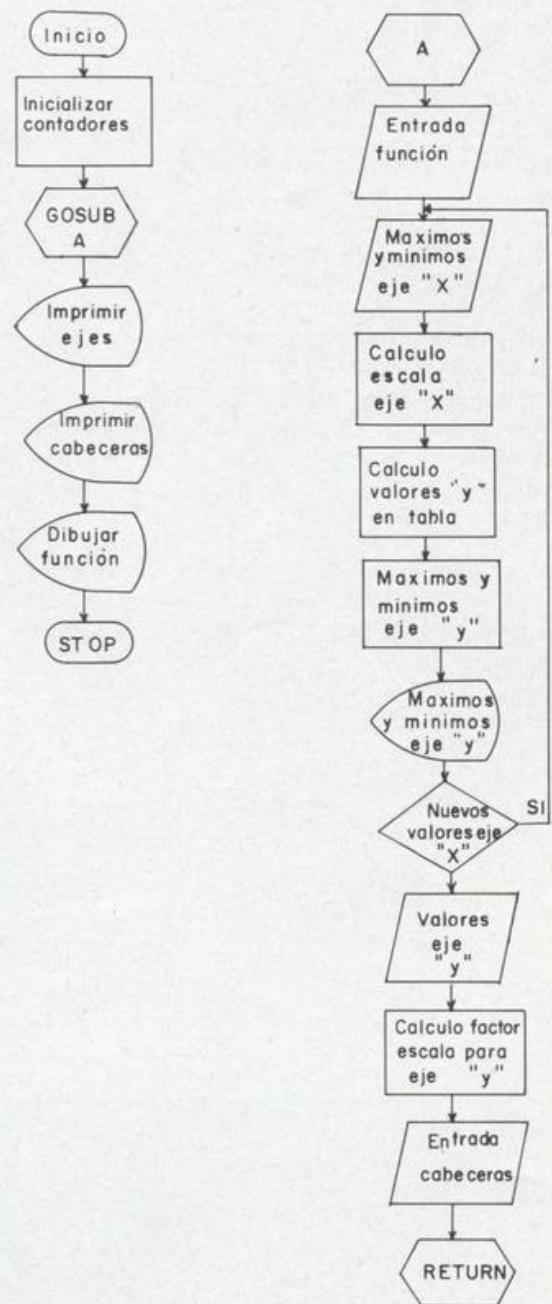 Inicio
Inicializar
contadores
GOSUB
A
Imprimir
ejes
Imprimir
cabeceras
Dibujar
función
STOP
A
Entrada
función
Maximos
y minimos
eje "X"
Calculo
escala
eje "X"
Calculo
valores "y"
en tabla
Maximos y
minimos
eje "y"
Maximos
y minimos
eje "y"
Nuevos
valores eje
"X"
SI
Valores
eje
"y"
Calculo factor
escala para
eje "y"
Entrada
cabeceras
RETURN